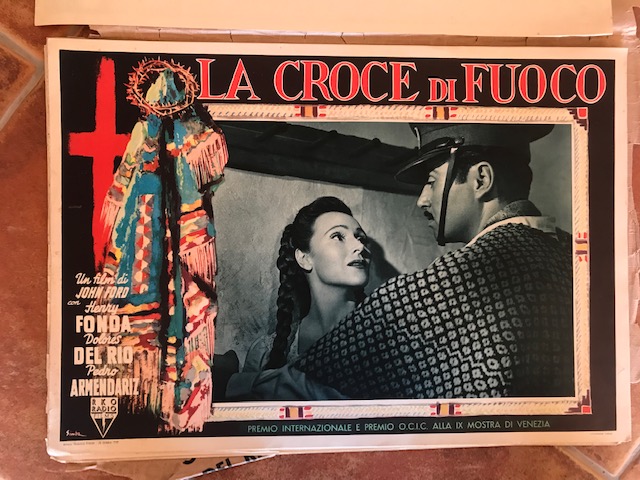 LA CROCE DI FUOCO
Un film di
JOHN FORD
con
Henry
FONDA
Dolores
DEL RIO
Pedro
ARMENDARIZ
RKO
RADIO
PREMIO INTERNAZIONALE E PREMIO O.C.I.C. ALLA IX MOSTRA DI VENEZIA